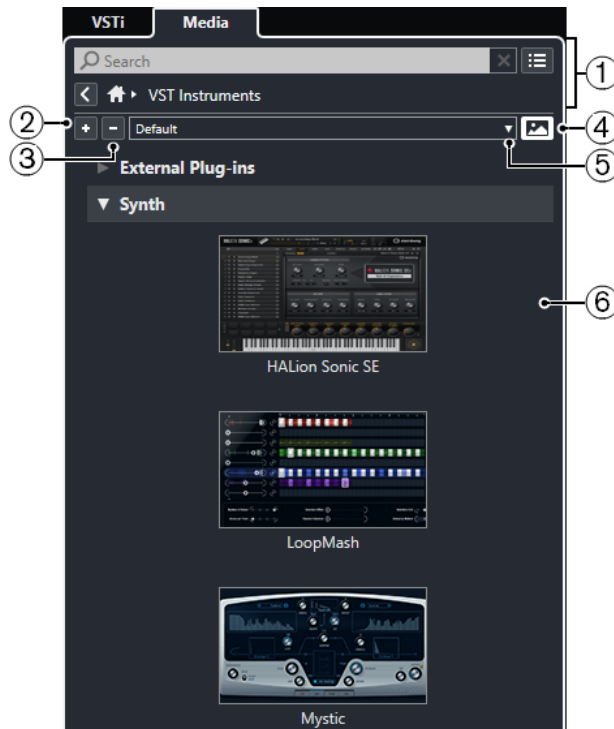 VSTi Media
Search
VST Instruments
1
2
+ - Default
4
3
5
External Plug-ins
Synth
6
HALion Sonic SE
LoopMash
Mystic